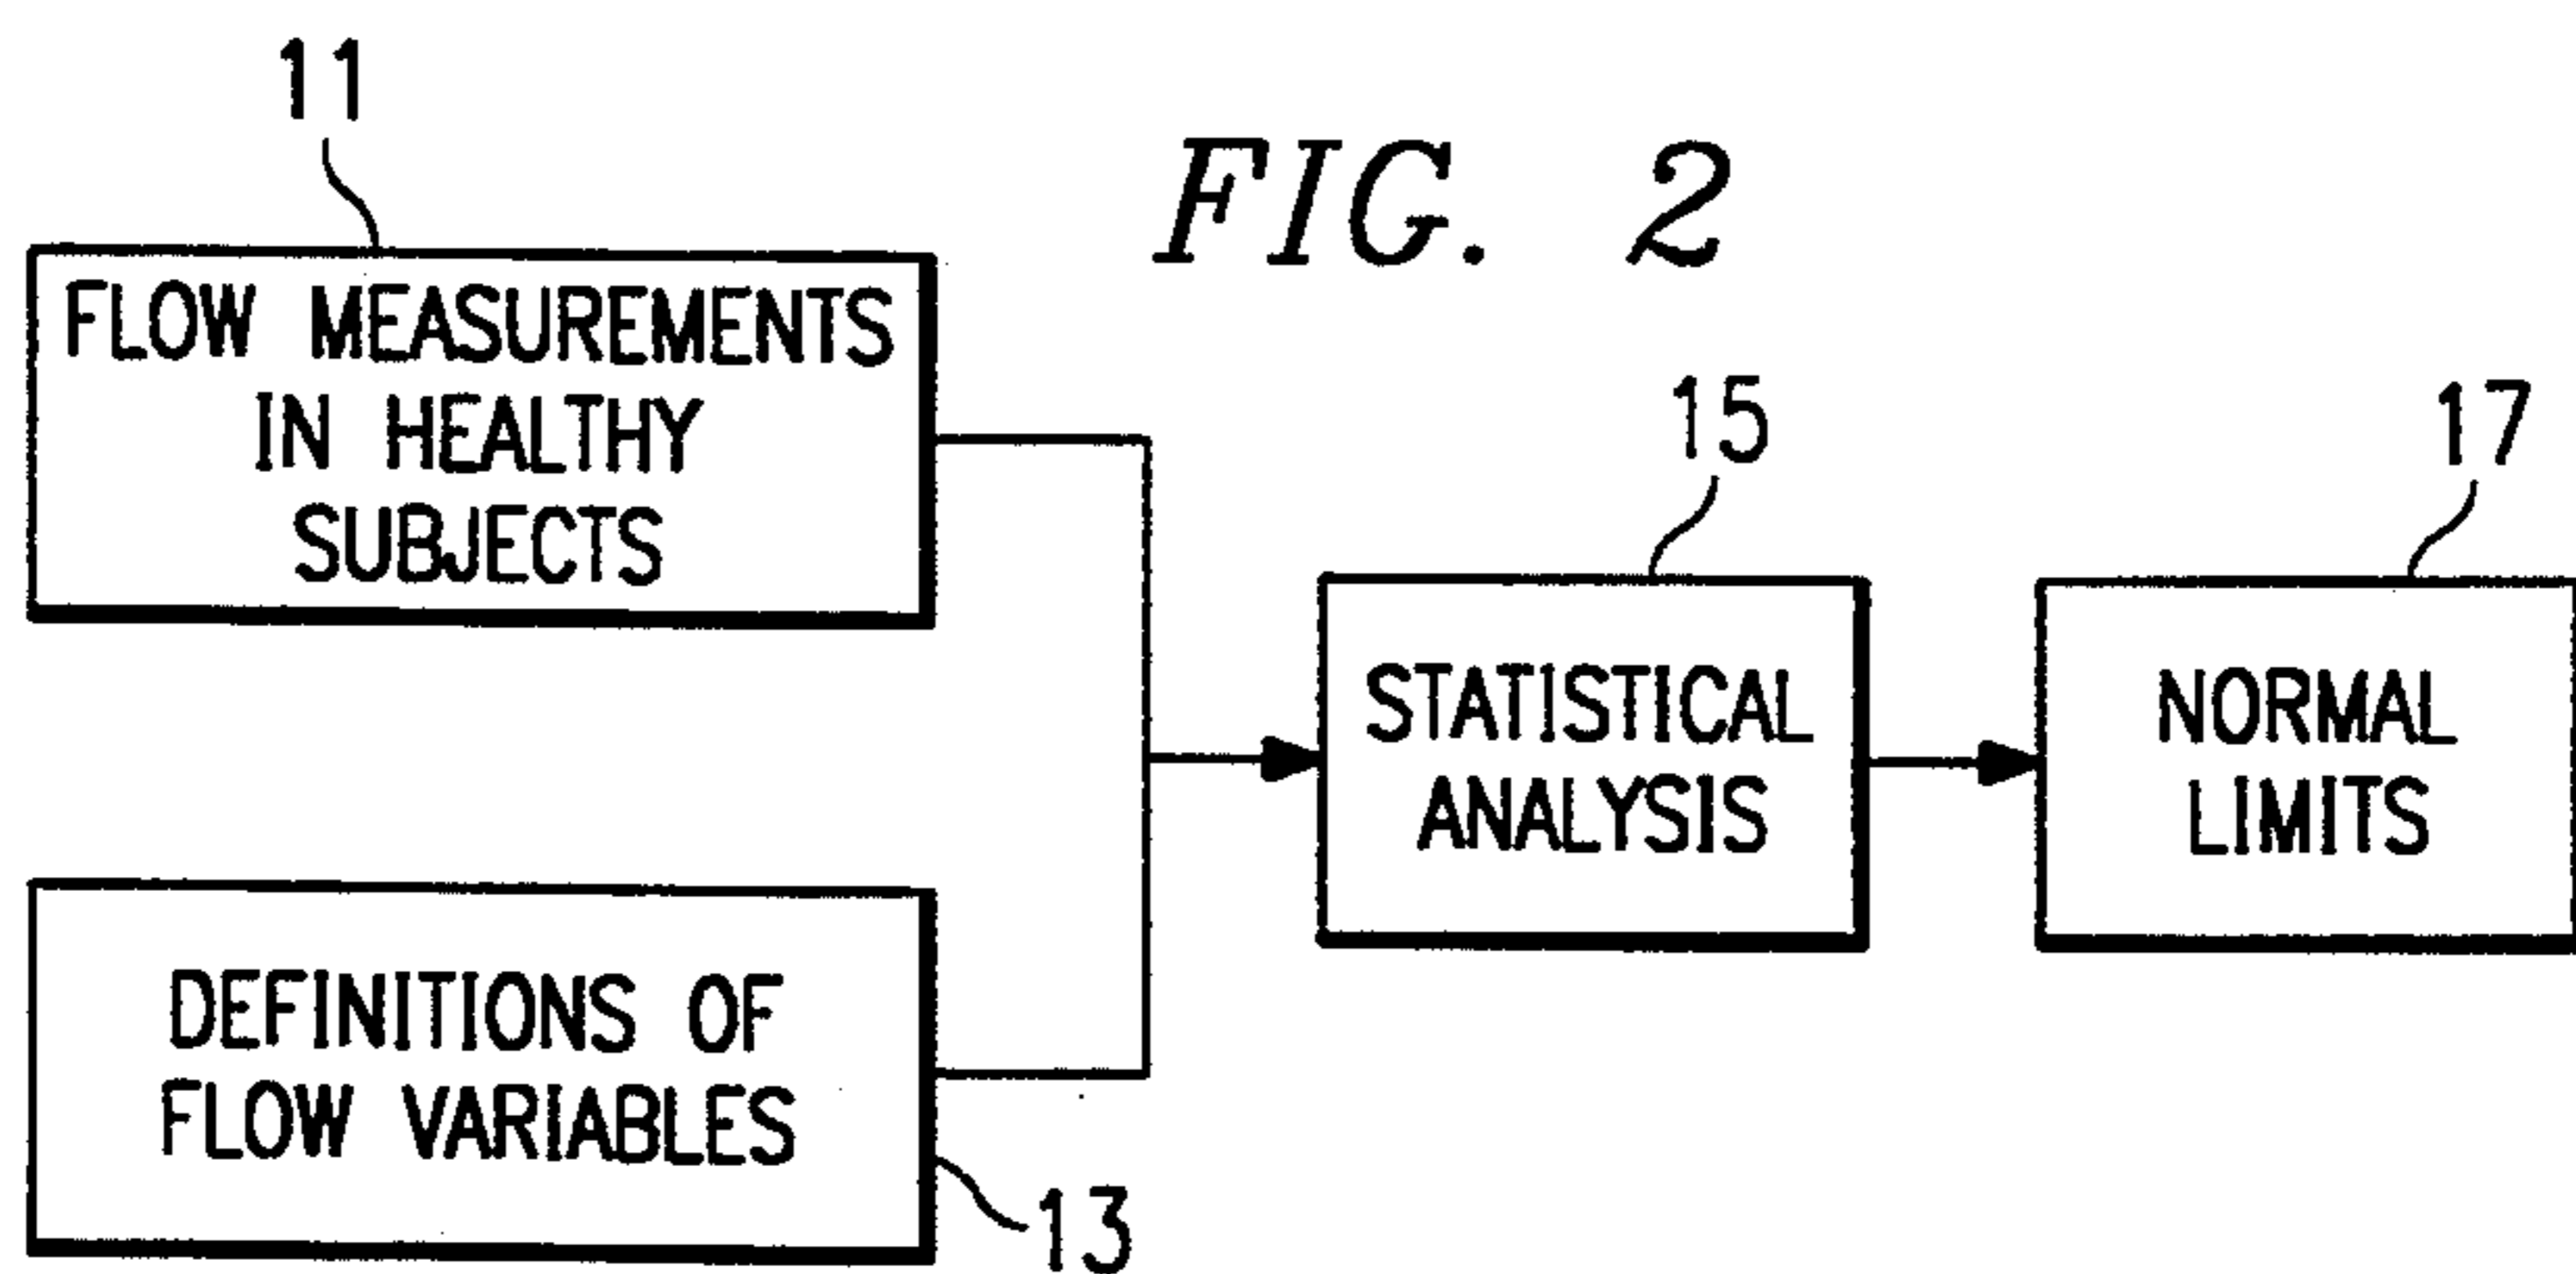 11
FIG. 2
FLOW MEASUREMENTS
IN HEALTHY
SUBJECTS
15
17
STATISTICAL
ANALYSIS
NORMAL
LIMITS
DEFINITIONS OF
FLOW VARIABLES
13